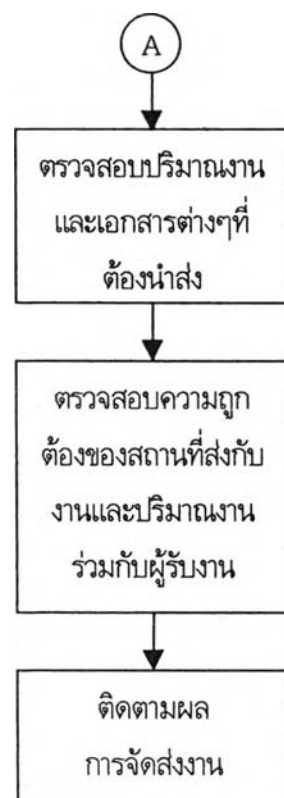 A
ตรวจสอบปริมาณงาน
และเอกสารต่างๆที่
ต้องนำส่ง
ตรวจสอบความถูก
ต้องของสถานที่ส่งกับ
งานและปริมาณงาน
ร่วมกับผู้รับงาน
ติดตามผล
การจัดส่งงาน